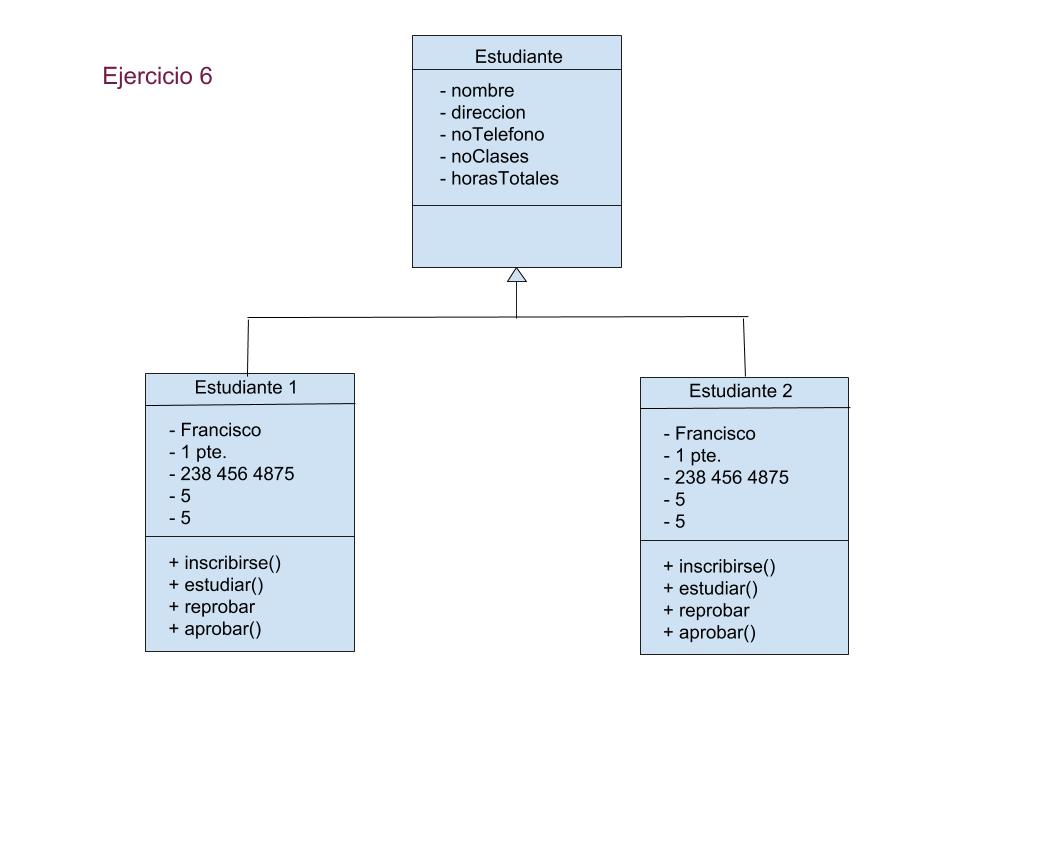 Ejercicio 6
Estudiante
- nombre
- direccion
- noTelefono
- noClases
- horasTotales
Estudiante 1
- Francisco
- 1 pte.
- 238 456 4875
- 5
- 5
+ inscribirse()
+ estudiar()
+ reprobar
+ aprobar()
Estudiante 2
- Francisco
- 1 pte.
- 238 456 4875
- 5
- 5
+ inscribirse()
+ estudiar()
+ reprobar
+ aprobar()